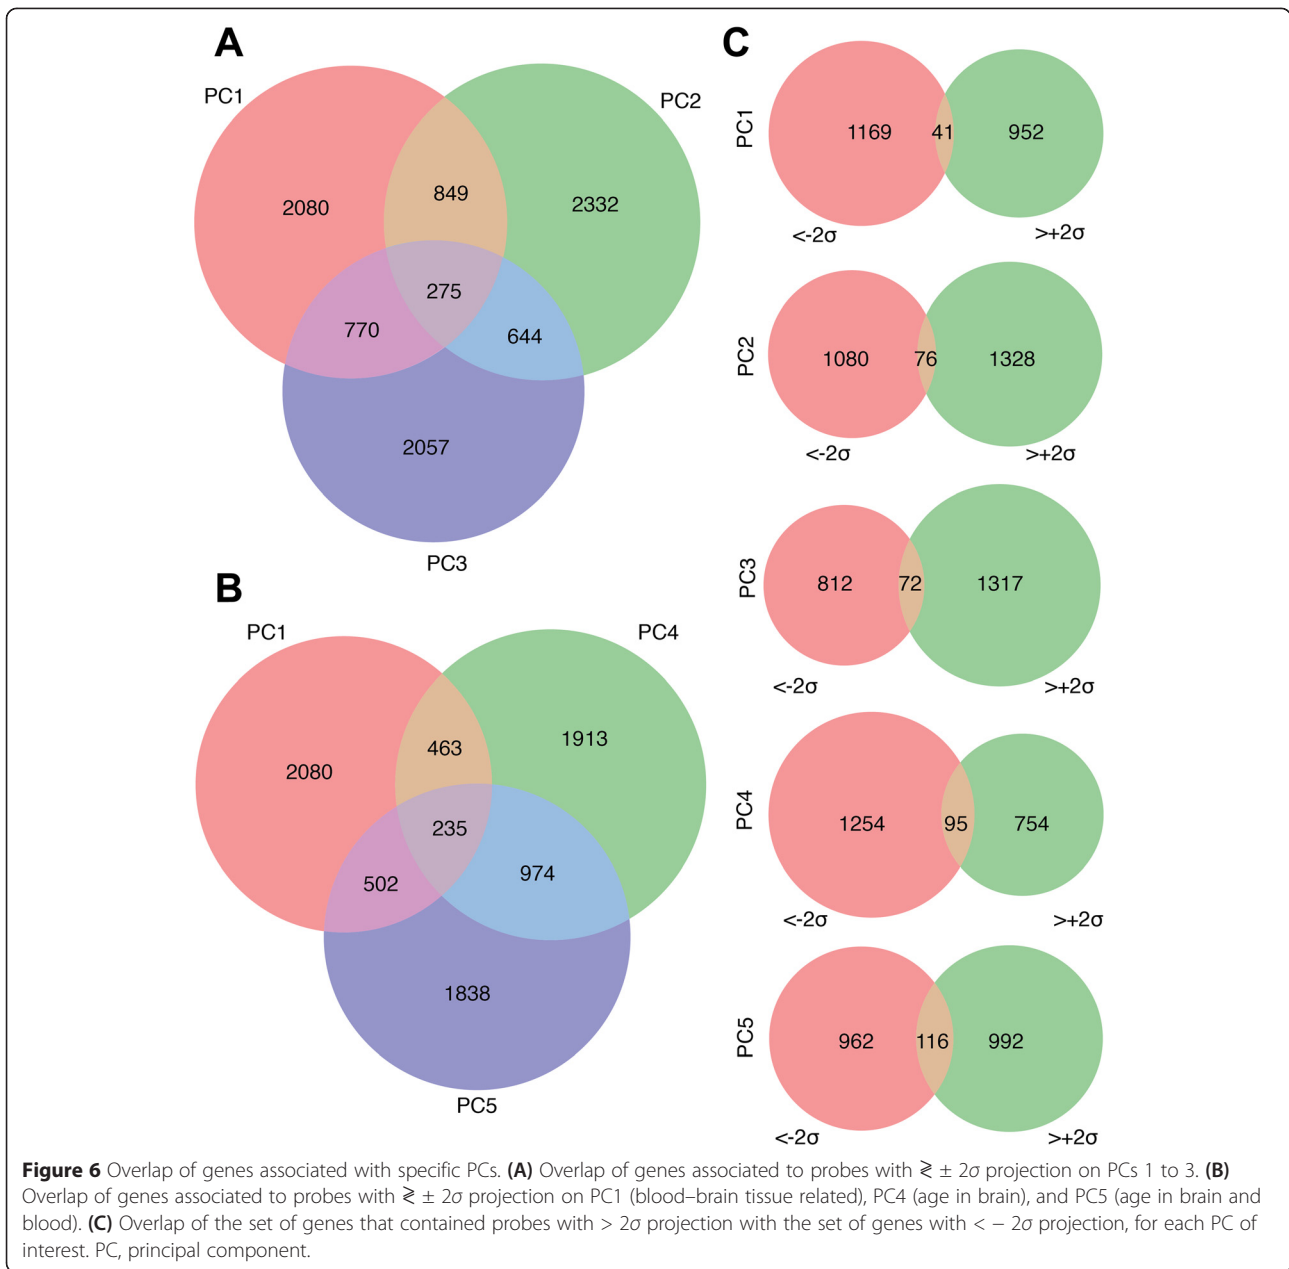 A
PC1
PC2
2080
849
2332
275
770
644
2057
PC3
B
PC1
PC4
2080
463
1913
235
502
974
1838
PC5
C
PC1
1169
41
952
<-2σ
>+2σ
PC2
1080
76
1328
<-2σ
>+2σ
PC3
812
72
1317
<-2σ
>+2σ
PC4
1254
95
754
<-2σ
>+2σ
PC5
962
116
992
<-2σ
>+2σ
Figure 6 Overlap of genes associated with specific PCs. (A) Overlap of genes associated to probes with ≷ ± 2σ projection on PCs 1 to 3. (B)
Overlap of genes associated to probes with ≷ ± 2σ projection on PC1 (blood–brain tissue related), PC4 (age in brain), and PC5 (age in brain and
blood). (C) Overlap of the set of genes that contained probes with > 2σ projection with the set of genes with < − 2σ projection, for each PC of
interest. PC, principal component.